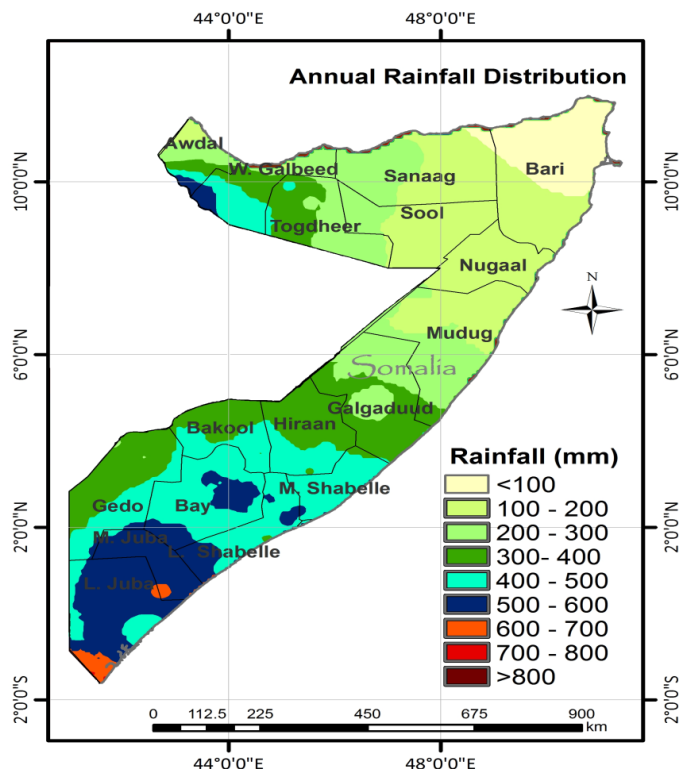 44°0'0"E 48°0'0"E
Annual Rainfall Distribution
Awdal
W. Galbeed
Sanaag
Bari
10°0'0"N
10°0'0"N
Togdheer
Sool
Nugaal
N
Mudug
6°0'0"N
6°0'0"N
Somalia
Galgaduud
Bakool
Hiraan
Rainfall (mm)
<100
100 - 200
200 - 300
300- 400
400 - 500
500 - 600
600 - 700
700 - 800
>800
Gedo
Bay
M. Shabelle
2°0'0"N
2°0'0"N
M. Juba
L. Shabelle
L. Juba
2°0'0"S
2°0'0"S
0 112.5 225 450 675 900
km
44°0'0"E 48°0'0"E